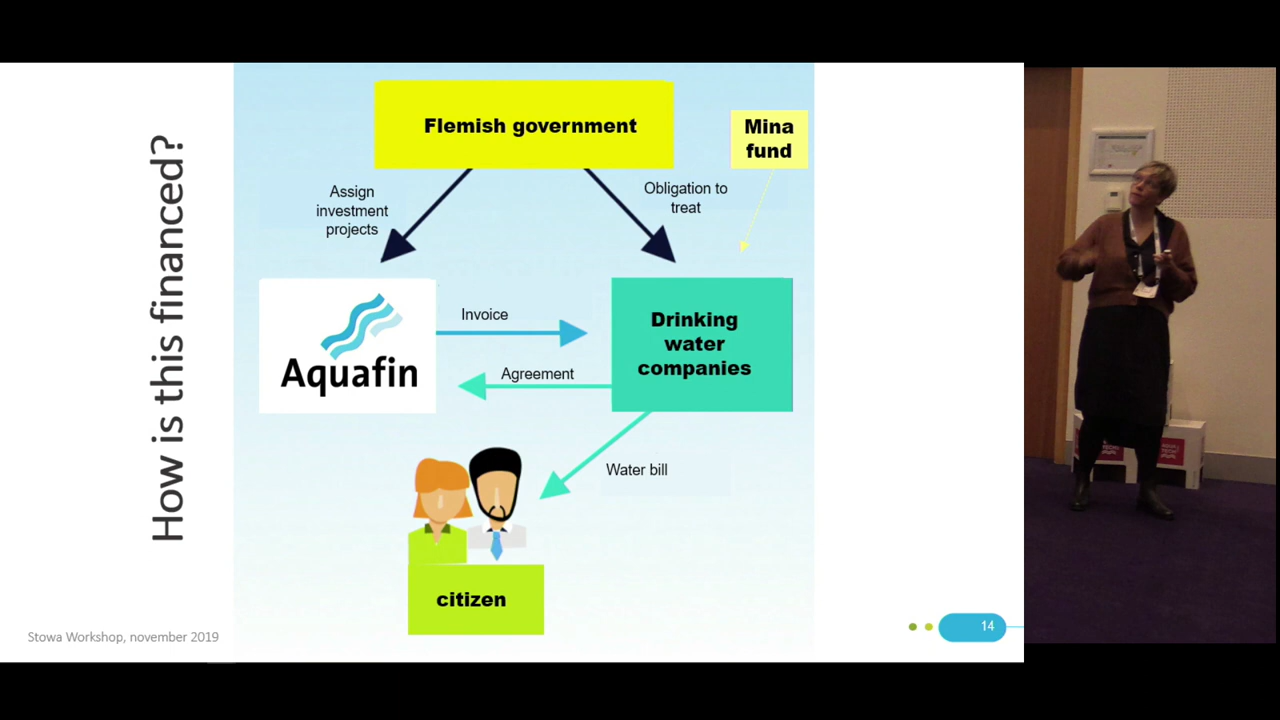 How is this financed?
Flemish government
Mina
fund
Assign
investment
projects
Obligation to
treat
Aquafin
Invoice
Agreement
Drinking
water
companies
Water bill
citizen
Stowa Workshop, november 2019
14